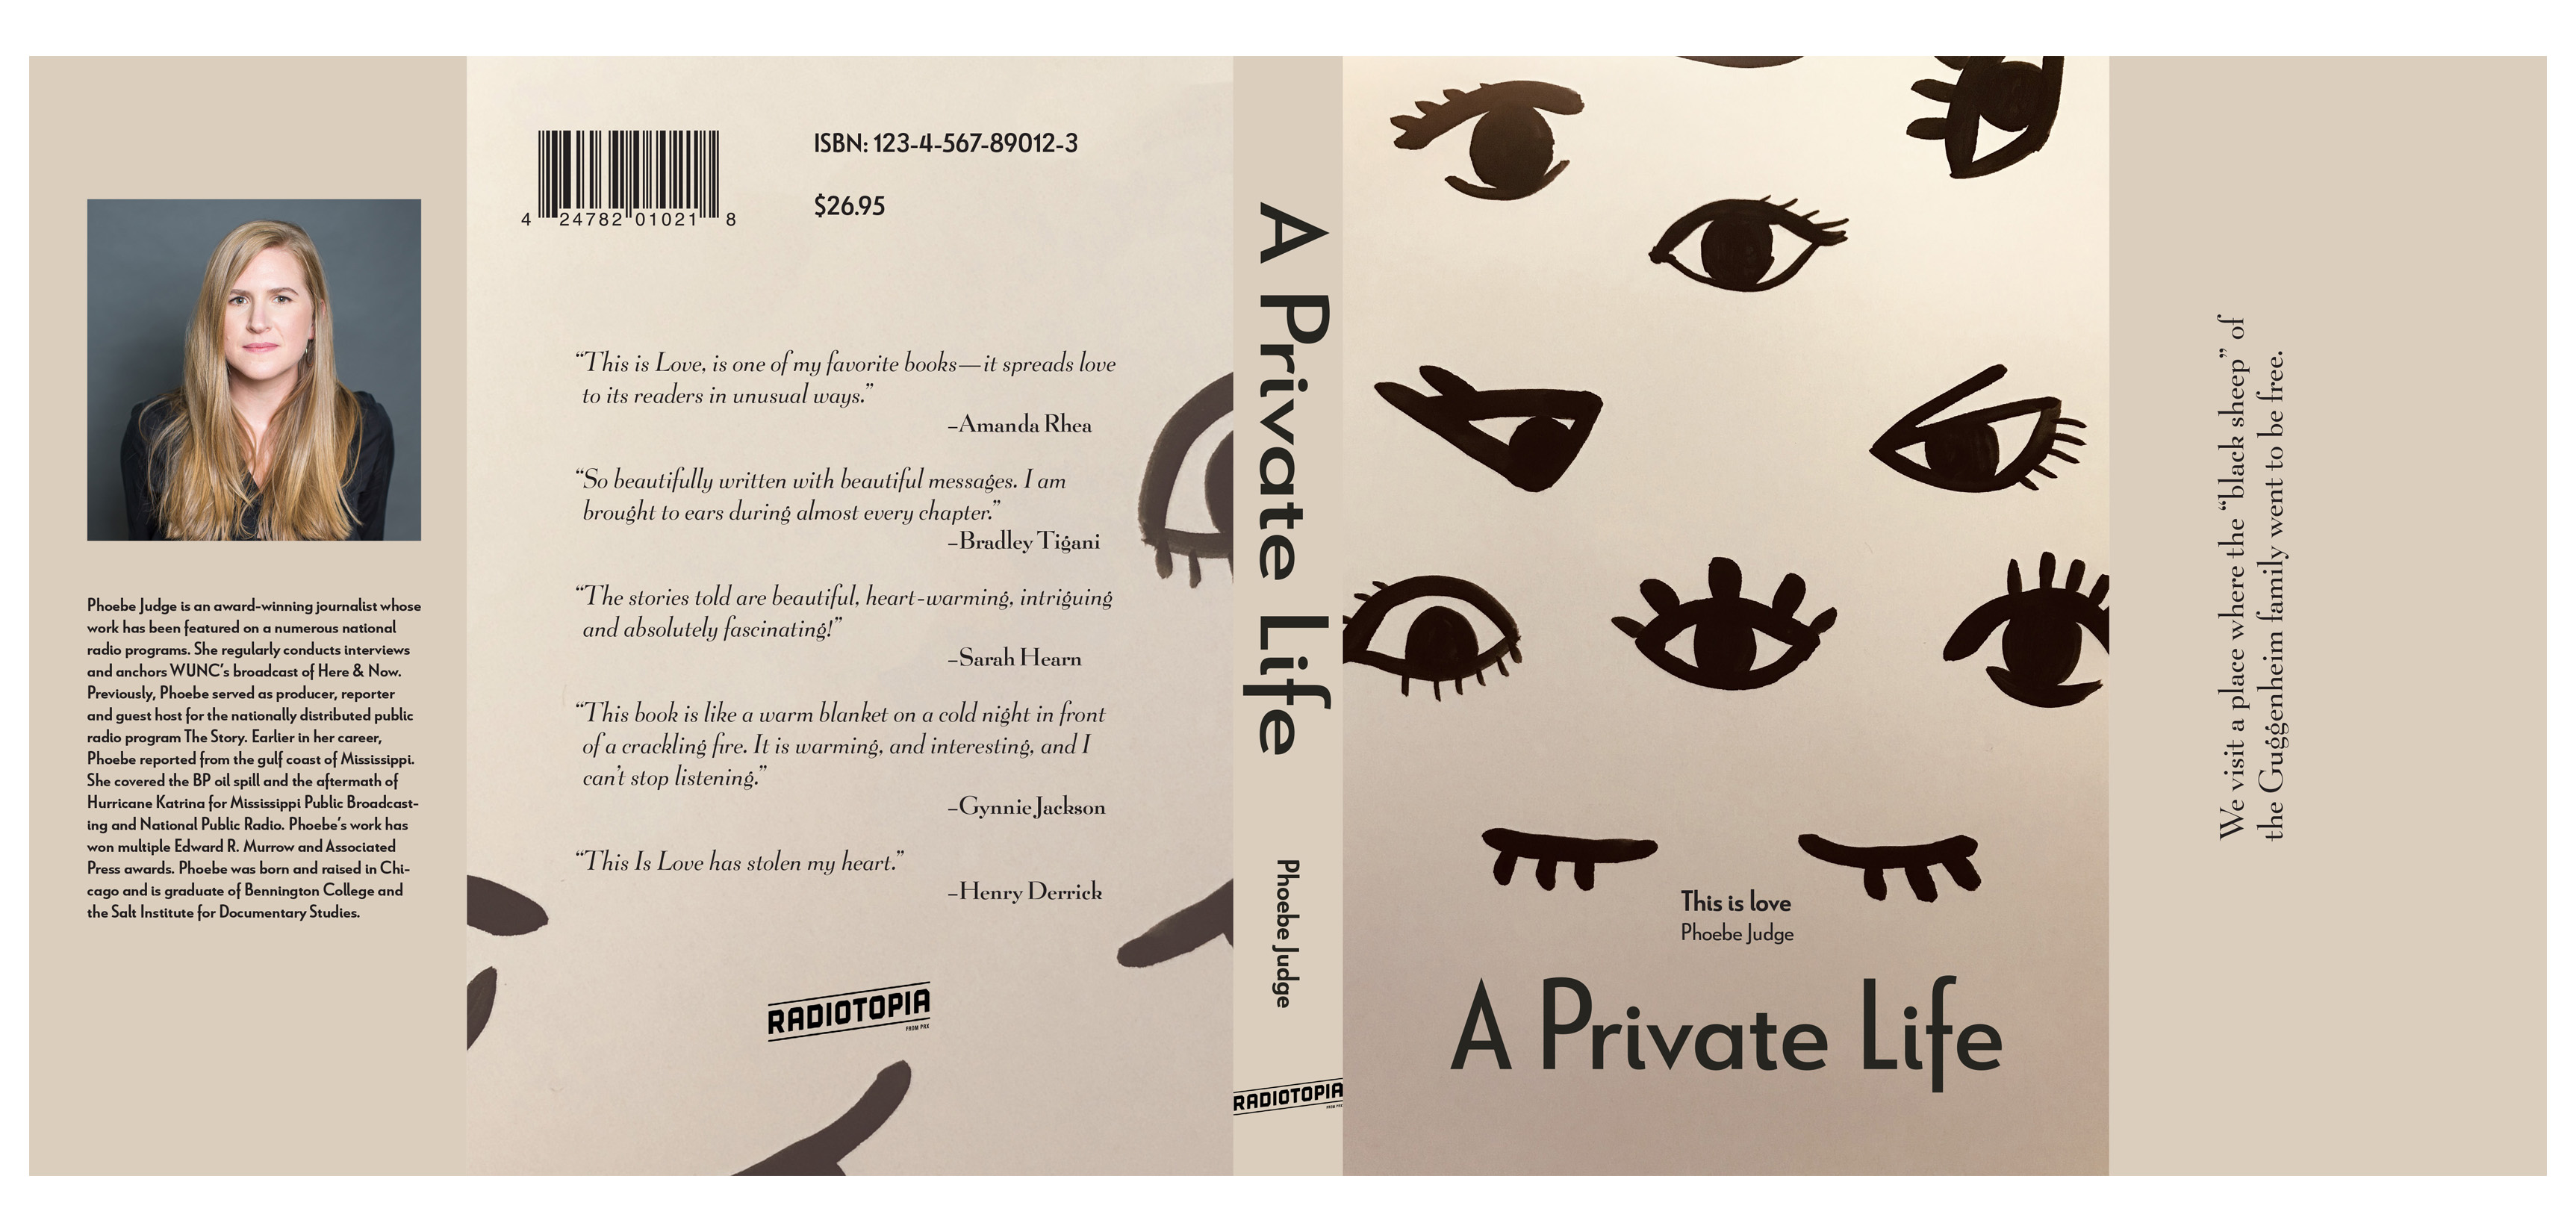 Phoebe Judge is an award-winning journalist whose
work has been featured on a numerous national
radio programs. She regularly conducts interviews
and anchors WUNC's broadcast of Here & Now.
Previously, Phoebe served as producer, reporter
and guest host for the nationally distributed public
radio program The Story. Earlier in her career,
Phoebe reported from the gulf coast of Mississippi.
She covered the BP oil spill and the aftermath of
Hurricane Katrina for Mississippi Public Broadcast-
ing and National Public Radio. Phoebe's work has
won multiple Edward R. Murrow and Associated
Press awards. Phoebe was born and raised in Chi-
cago and is graduate of Bennington College and
the Salt Institute for Documentary Studies.
4 24782 01021 8
ISBN: 123-4-567-89012-3
$26.95
“This is Love, is one of my favorite books—it spreads love
to its readers in unusual ways.”
–Amanda Rhea
“So beautifully written with beautiful messages. I am
brought to ears during almost every chapter.”
–Bradley Tigani
“The stories told are beautiful, heart-warming, intriguing
and absolutely fascinating!”
–Sarah Hearn
“This book is like a warm blanket on a cold night in front
of a crackling fire. It is warming, and interesting, and I
can't stop listening.”
–Gynnie Jackson
“This Is Love has stolen my heart.”
–Henry Derrick
RADIOTOPIA
FROM PRX
A Private Life
Phoebe Judge
RADIOTOPIA
FROM PRX
This is love
Phoebe Judge
A Private Life
We visit a place where the “black sheep” of
the Guggenheim family went to be free.